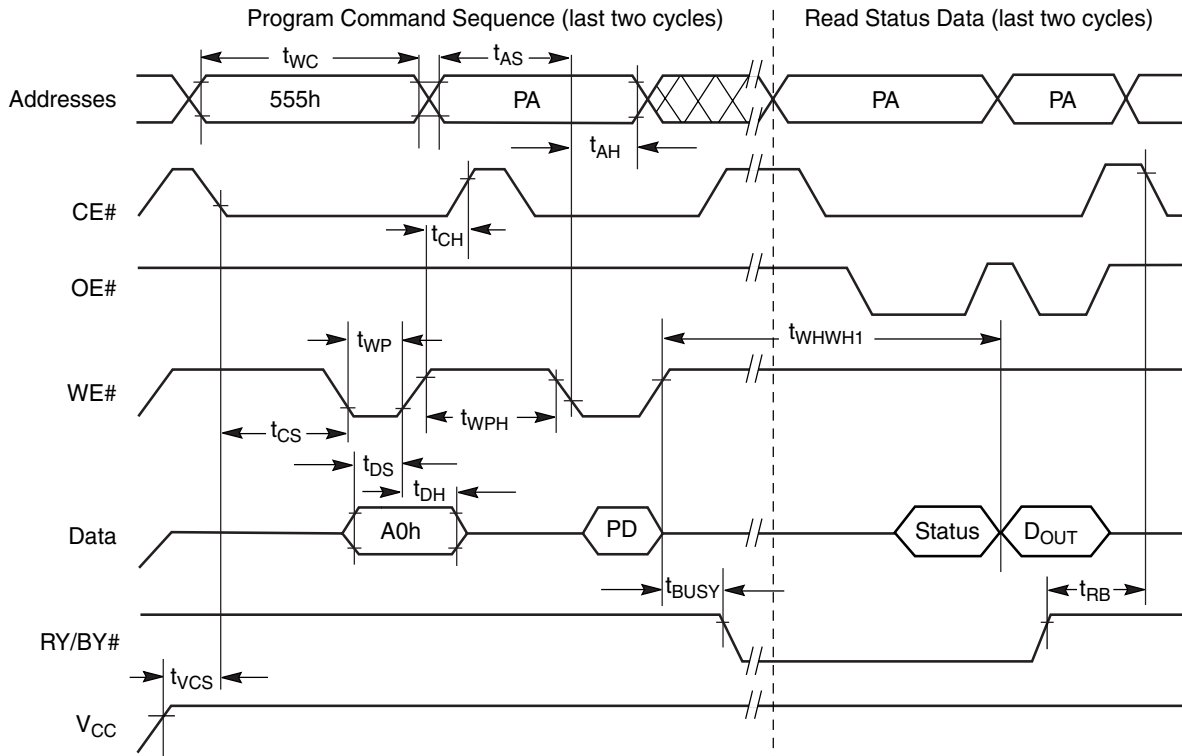 Program Command Sequence (last two cycles)
Read Status Data (last two cycles)
tWC
tAS
Addresses
555h
PA
PA
PA
tAH
CE#
tCH
OE#
tWP
tWHWH1
WE#
tWPH
tCS
tDS
tDH
Data
A0h
PD
Status
DOUT
tBUSY
tRB
RY/BY#
tVCS
VCC